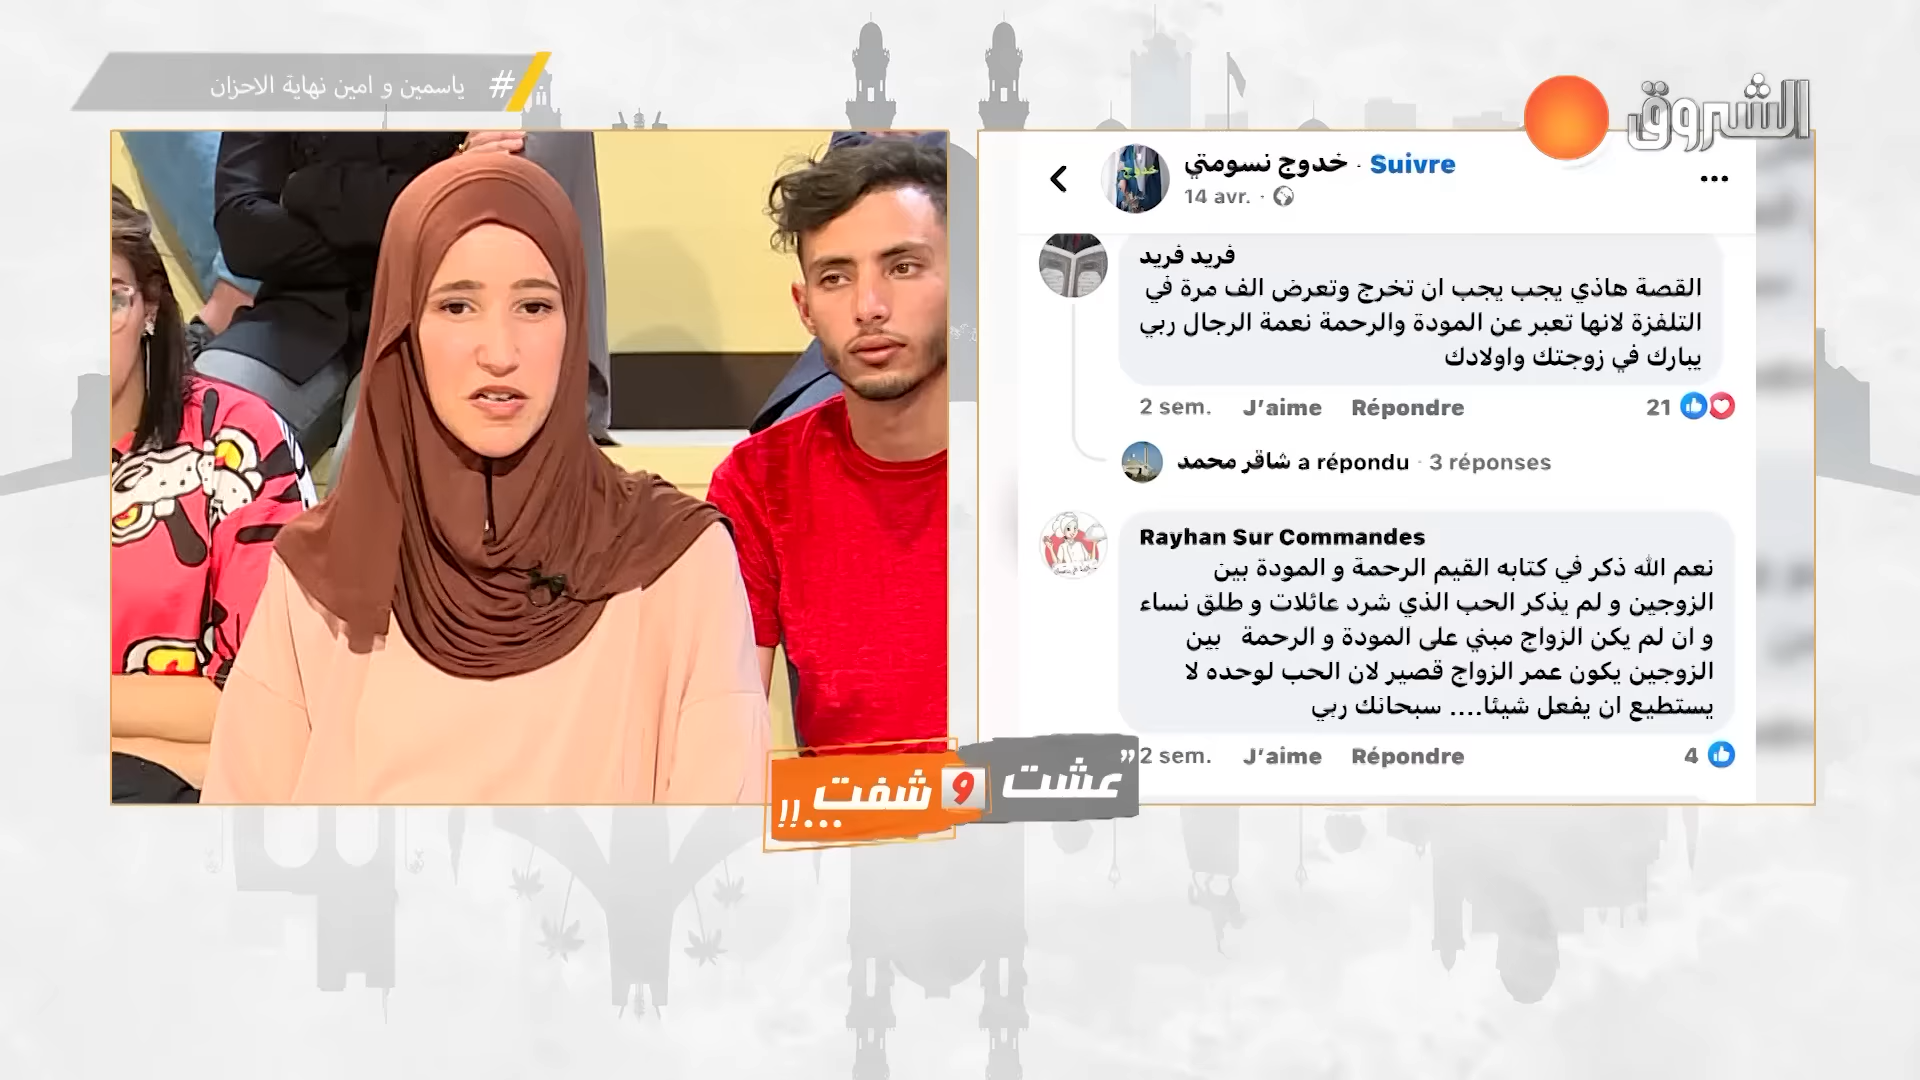 # ياسمين و امين نهاية الاحزان
الشروق
خدوج نسومتي · Suivre
14 avr. ·
خدوج
فريد فريد
القصة هاذي يجب يجب ان تخرج وتعرض الف مرة في
التلفزة لانها تعبر عن المودة والرحمة نعمة الرجال ربي
يبارك في زوجتك واولادك
2 sem. J'aime Répondre 21
شاقر محمد a répondu · 3 réponses
Rayhan Sur Commandes
نعم الله ذكر في كتابه القيم الرحمة و المودة بين
الزوجين و لم يذكر الحب الذي شرد عائلات و طلق نساء
و ان لم يكن الزواج مبني على المودة و الرحمة بين
الزوجين يكون عمر الزواج قصير لان الحب لوحده لا
يستطيع ان يفعل شيئا.... سبحانك ربي
2 sem. J'aime Répondre 4
"عشت و شفت...!!